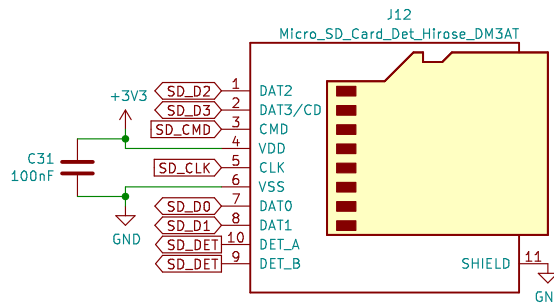 J12
Micro_SD_Card_Det_Hirose_DM3AT
+3V3
SD_D2 1 DAT2
SD_D3 2 DAT3/CD
SD_CMD 3 CMD
4 VDD
C31
100nF
SD_CLK 5 CLK
6 VSS
SD_D0 7 DAT0
SD_D1 8 DAT1
GND
SD_DET 10 DET_A
SD_DET 9 DET_B
SHIELD 11
GN